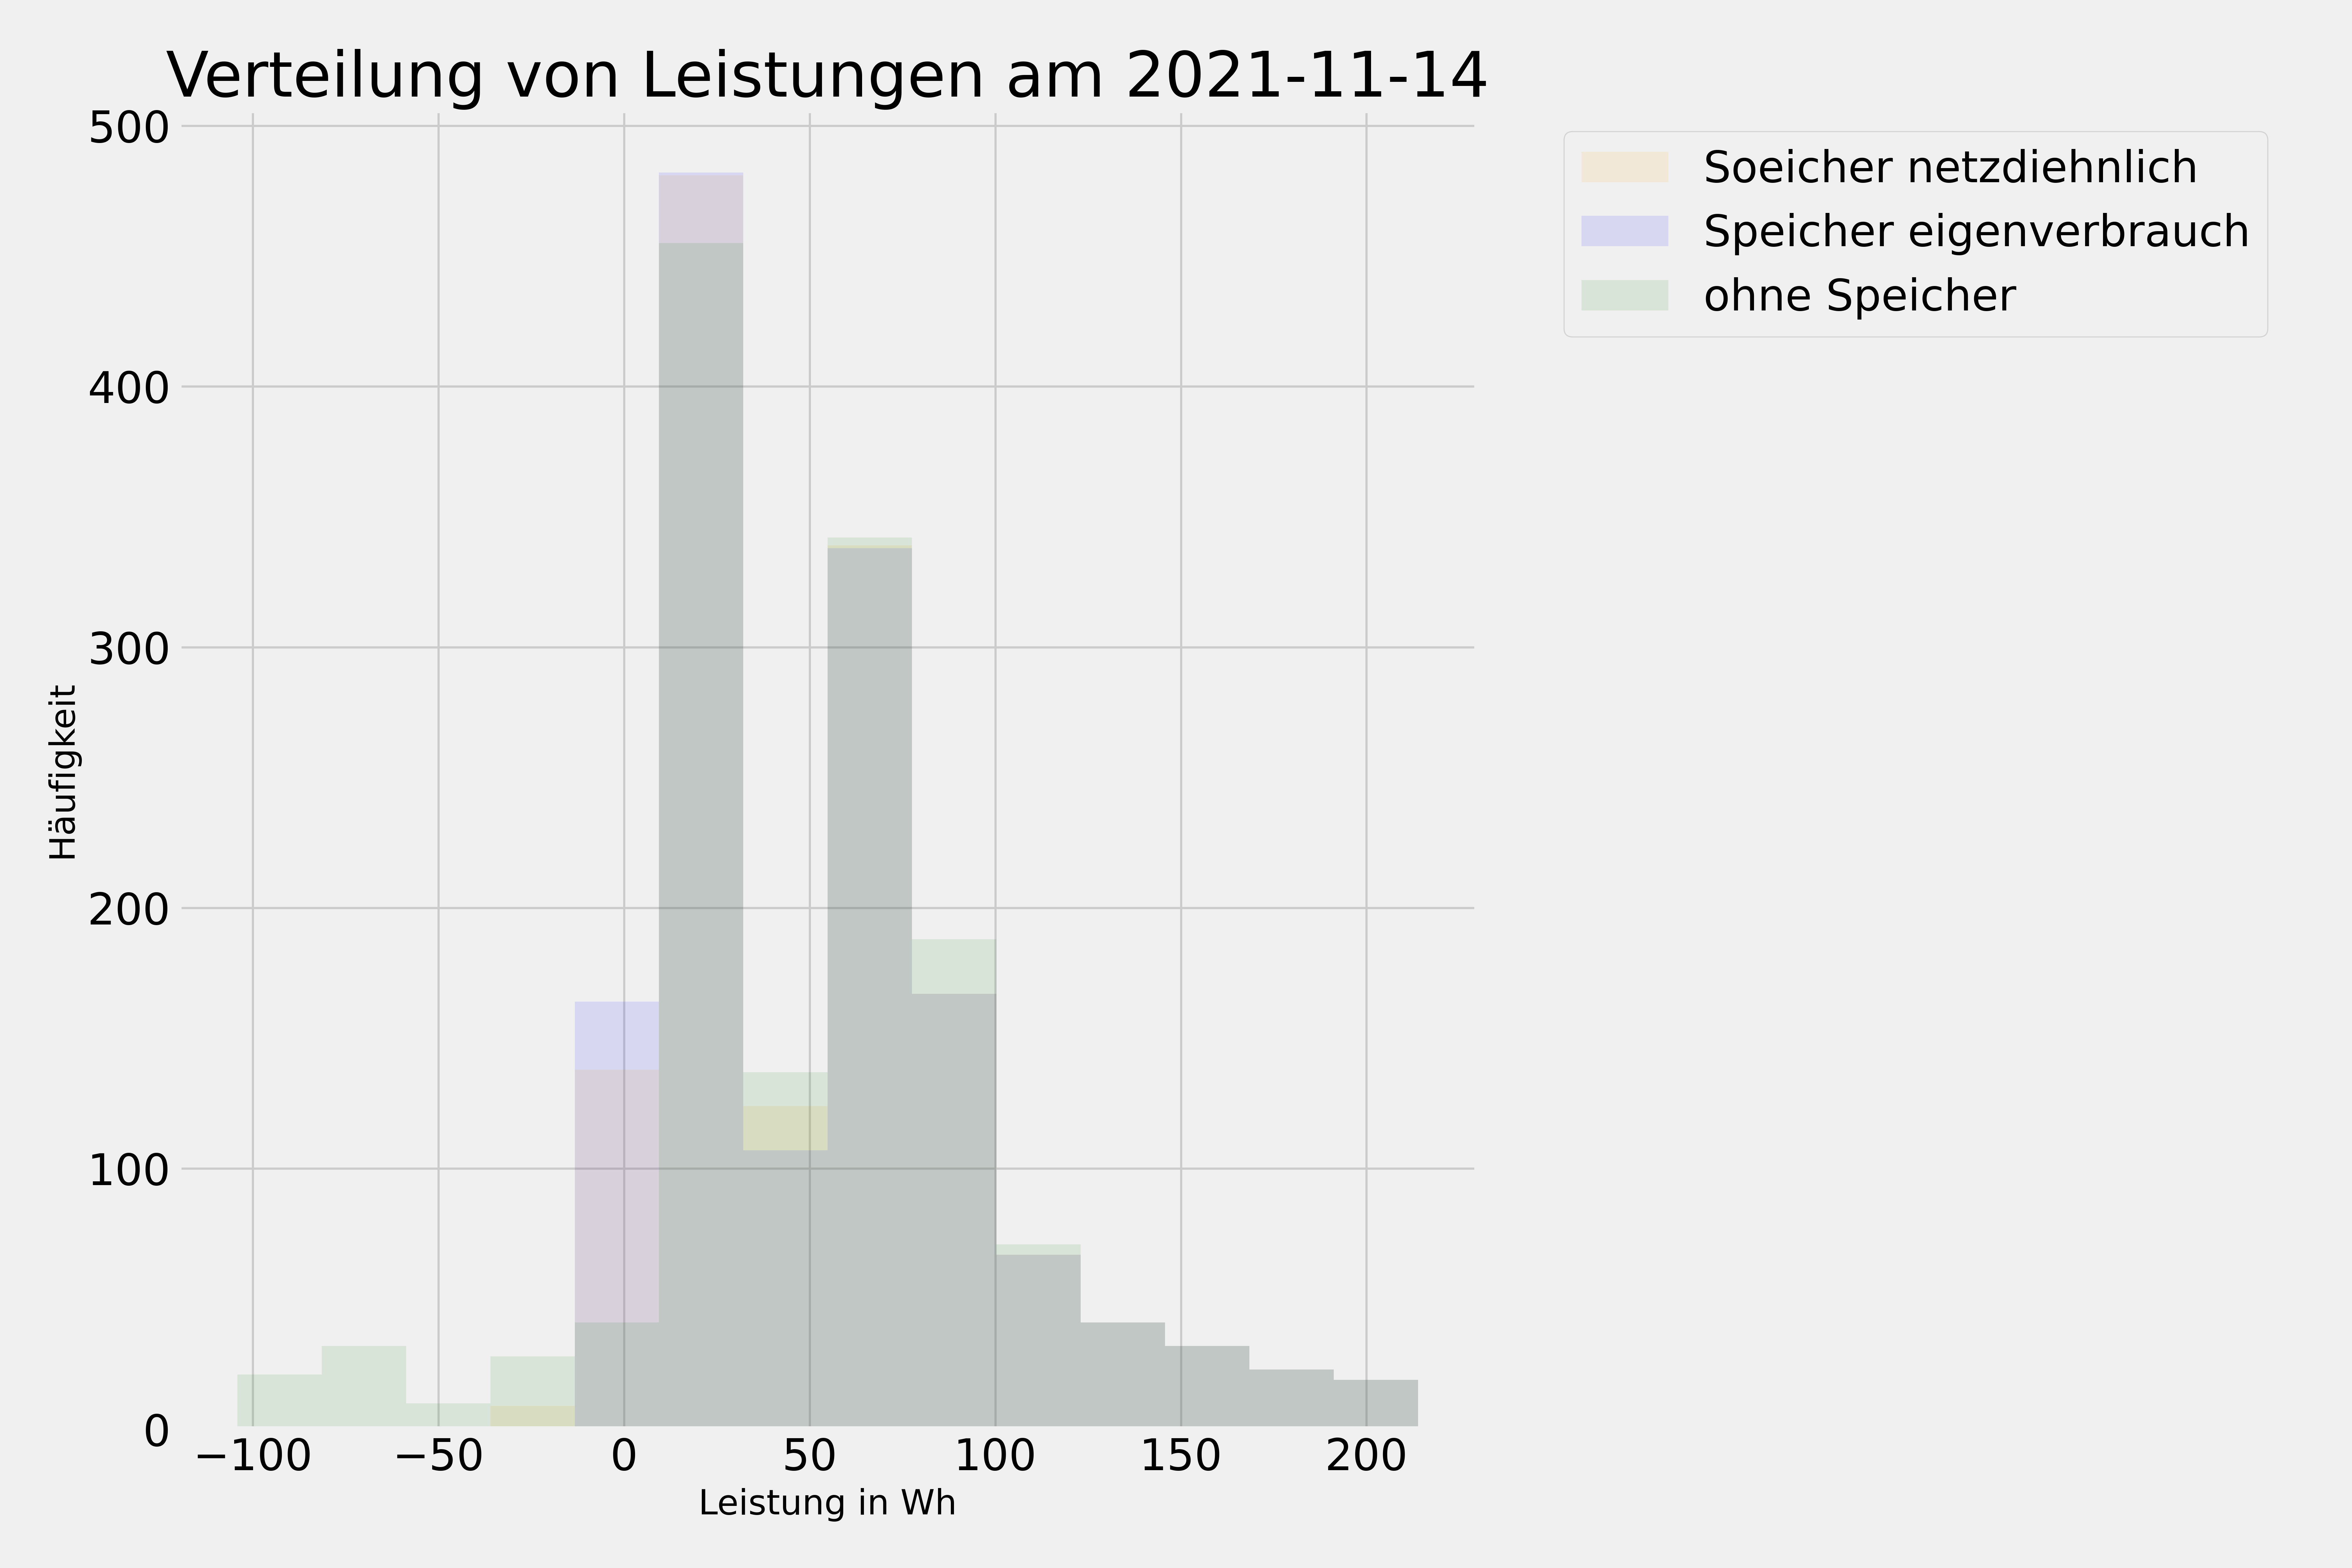 Verteilung von Leistungen am 2021-11-14
Soeicher netzdiehnlich
Speicher eigenverbrauch
ohne Speicher
500
400
300
200
100
0
Häufigkeit
−100 −50 0 50 100 150 200
Leistung in Wh